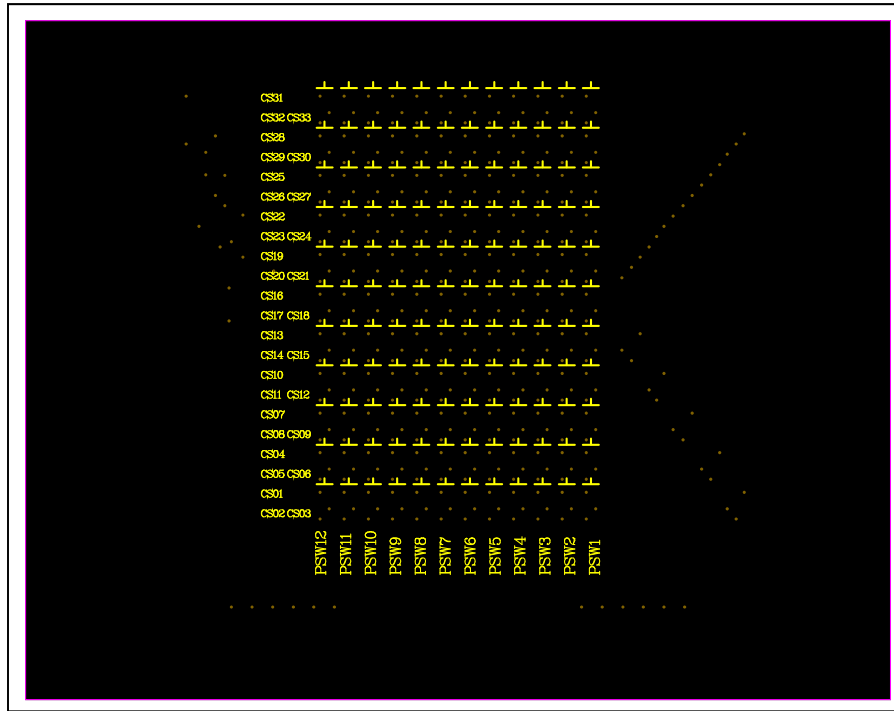 CS31
CS32 CS33
CS28
CS29 CS30
CS25
CS26 CS27
CS22
CS23 CS24
CS19
CS20 CS21
CS16
CS17 CS18
CS13
CS14 CS15
CS10
CS11 CS12
CS07
CS08 CS09
CS04
CS05 CS06
CS01
CS02 CS03
PSW12
PSW11
PSW10
PSW9
PSW8
PSW7
PSW6
PSW5
PSW4
PSW3
PSW2
PSW1